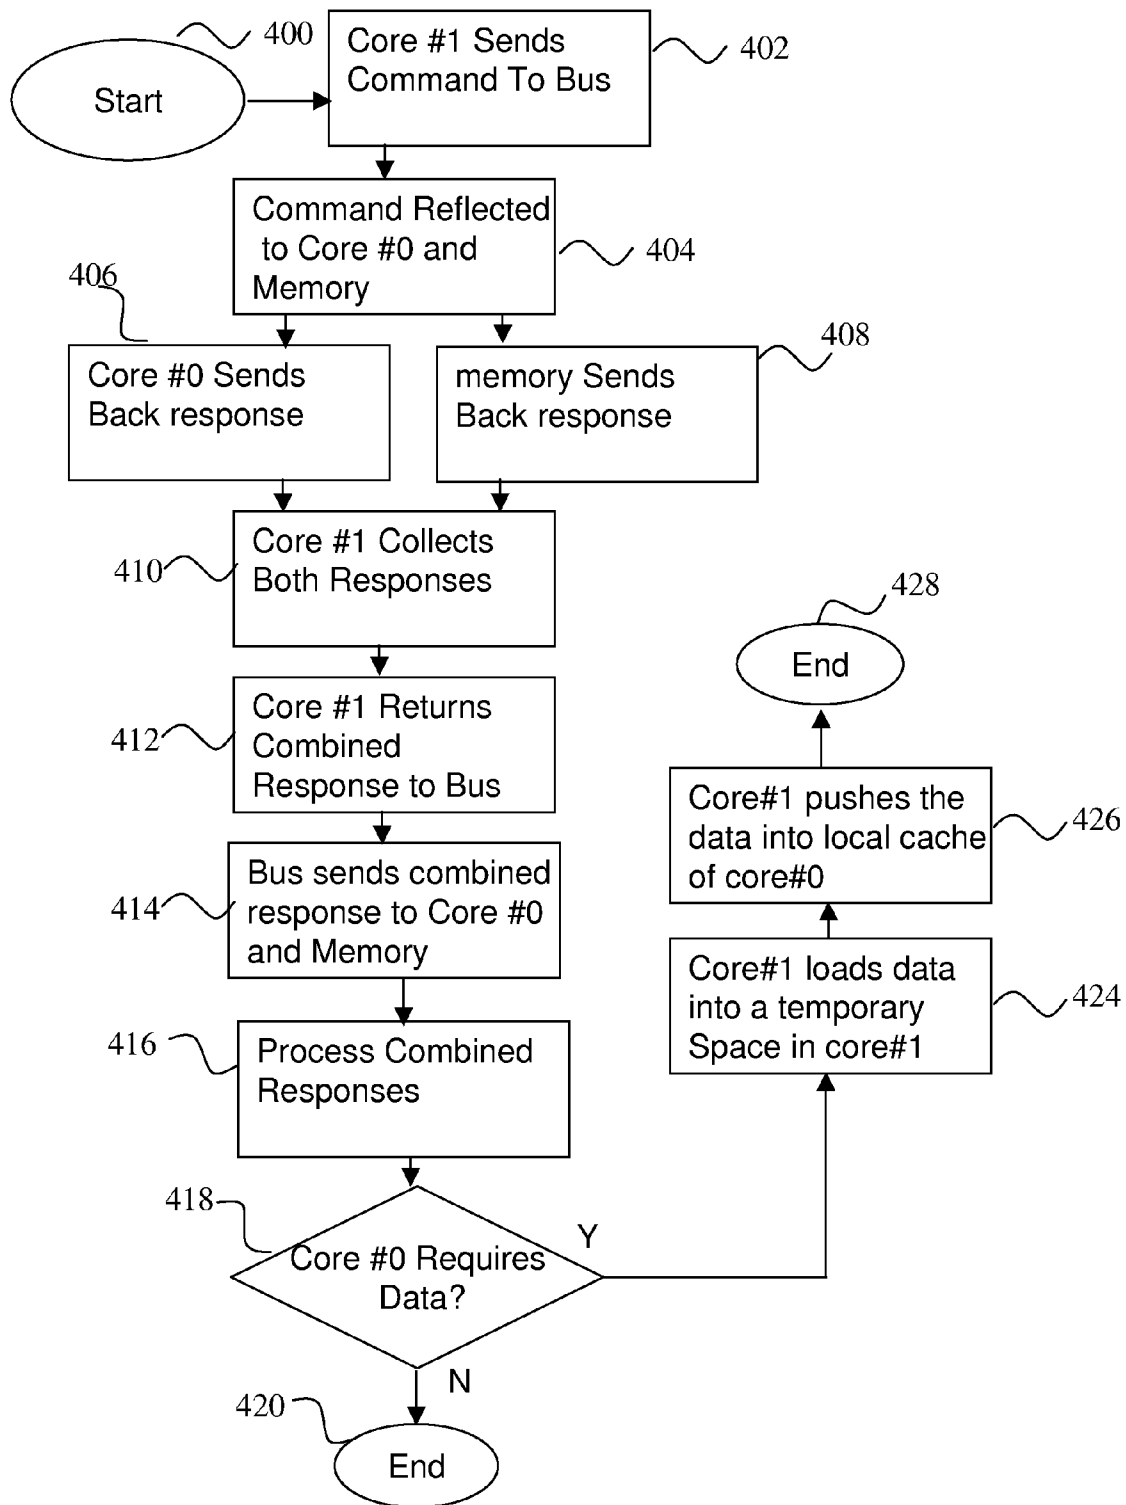 400
Start
Core #1 Sends
Command To Bus
402
Command Reflected
to Core #0 and
Memory
404
406
Core #0 Sends
Back response
408
memory Sends
Back response
410
Core #1 Collects
Both Responses
412
Core #1 Returns
Combined
Response to Bus
414
Bus sends combined
response to Core #0
and Memory
416
Process Combined
Responses
418
Core #0 Requires
Data?
Y
N
420
End
424
Core#1 loads data
into a temporary
Space in core#1
426
Core#1 pushes the
data into local cache
of core#0
428
End